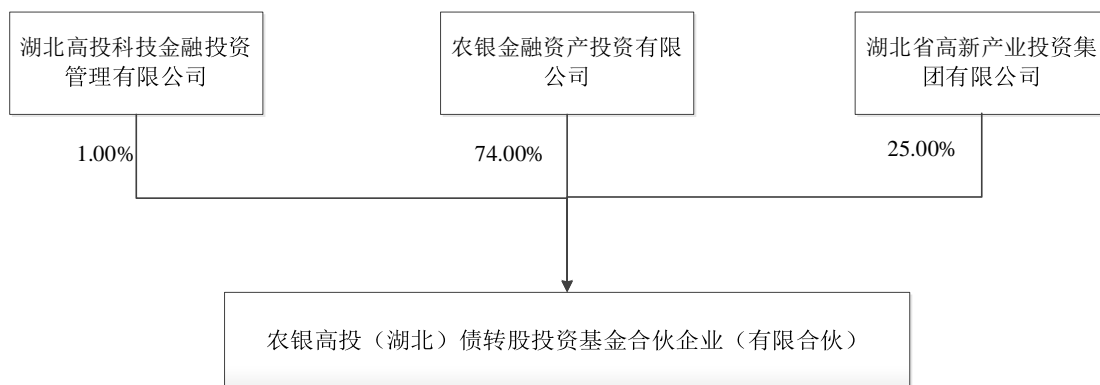 湖北高投科技金融投资
管理有限公司
农银金融资产投资有限
公司
湖北省高新产业投资集
团有限公司
1.00%
74.00%
25.00%
农银高投（湖北）债转股投资基金合伙企业（有限合伙）